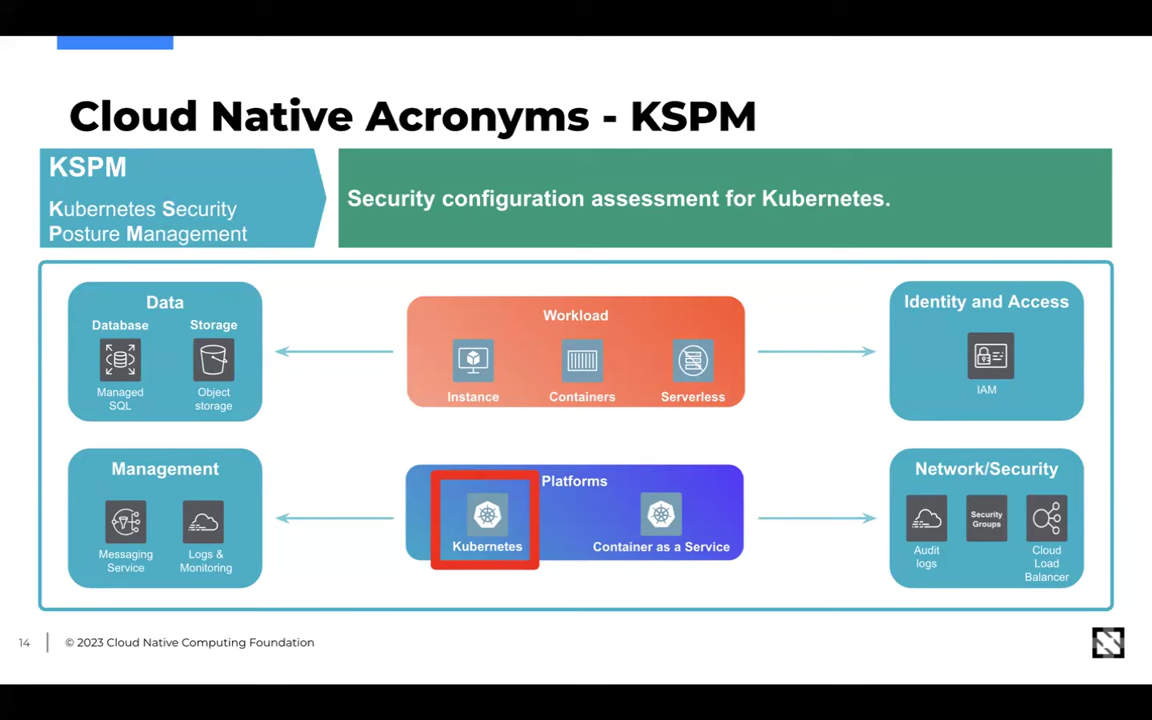 Cloud Native Acronyms - KSPM
KSPM
Kubernetes Security
Posture Management
Security configuration assessment for Kubernetes.
Data
Database
Storage
Managed
SQL
Object
storage
Workload
Instance
Containers
Serverless
Identity and Access
IAM
Management
Messaging
Service
Logs &
Monitoring
Platforms
Kubernetes
Container as a Service
Network/Security
Audit
logs
Security
Groups
Cloud
Load
Balancer
14
© 2023 Cloud Native Computing Foundation